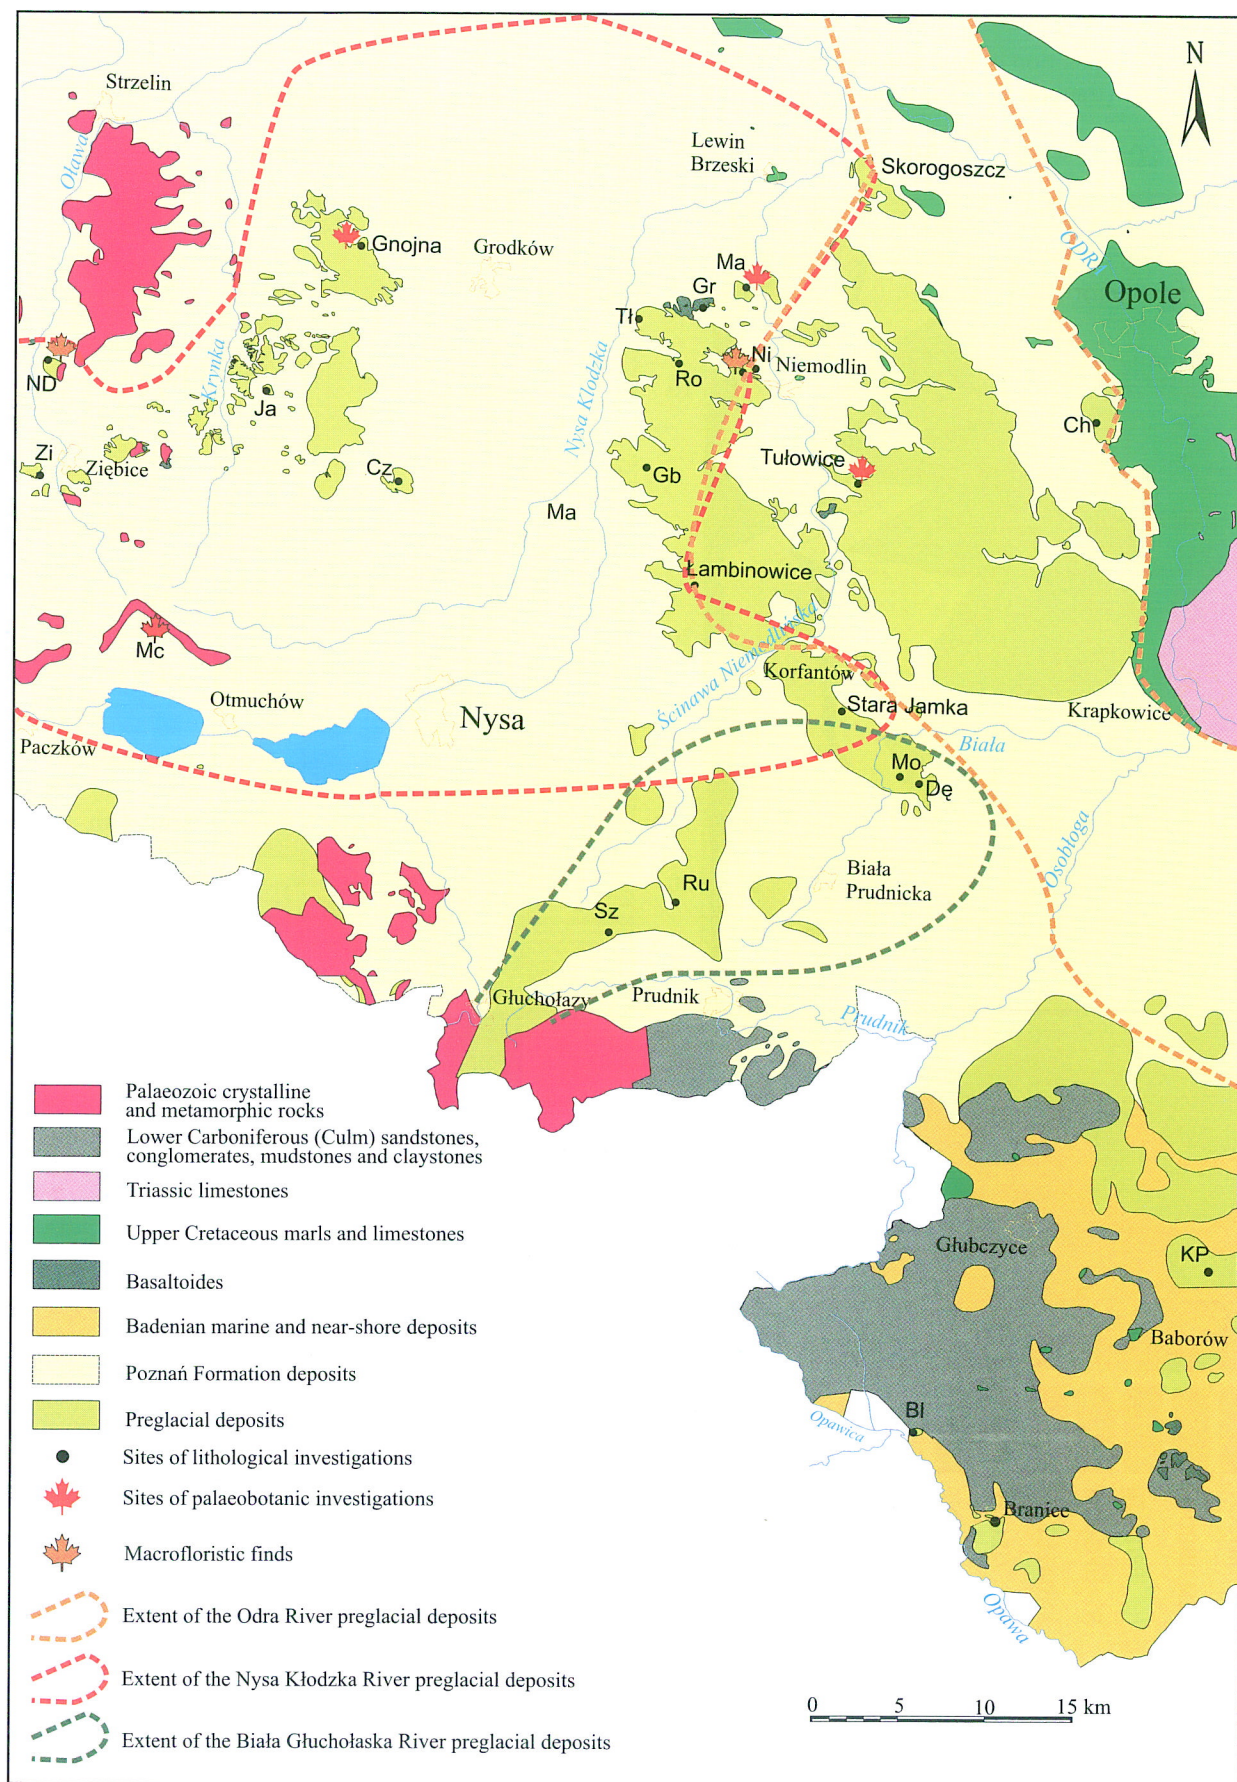 N
Strzelin
Oława
Lewin
Brzeski
Skorogoszcz
ODRA
Gnojna
Grodków
Ma
Gr
Opole
Tł
Krynka
ND
Ni
Niemodlin
Ro
Nysa Kłodzka
Ja
Ch
Zi
Ziębice
Cz
Gb
Tułowice
Ma
Łambinowice
Mc
Ścinawa Niemodlińska
Korfantów
Otmuchów
Nysa
Stara Jamka
Krapkowice
Paczków
Biała
Mo
Dę
Osobłoga
Ru
Biała
Prudnicka
Sz
Głuchołazy
Prudnik
Prudnik
Palaeozoic crystalline
and metamorphic rocks
Lower Carboniferous (Culm) sandstones,
conglomerates, mudstones and claystones
Triassic limestones
Upper Cretaceous marls and limestones
Basaltoides
Badenian marine and near-shore deposits
Poznań Formation deposits
Preglacial deposits
Sites of lithological investigations
Sites of palaeobotanic investigations
Macrofloristic finds
Extent of the Odra River preglacial deposits
Extent of the Nysa Kłodzka River preglacial deposits
Extent of the Biała Głuchołaska River preglacial deposits
Głubczyce
KP
Baborów
Bl
Opawica
Branice
Opawa
0 5 10 15 km